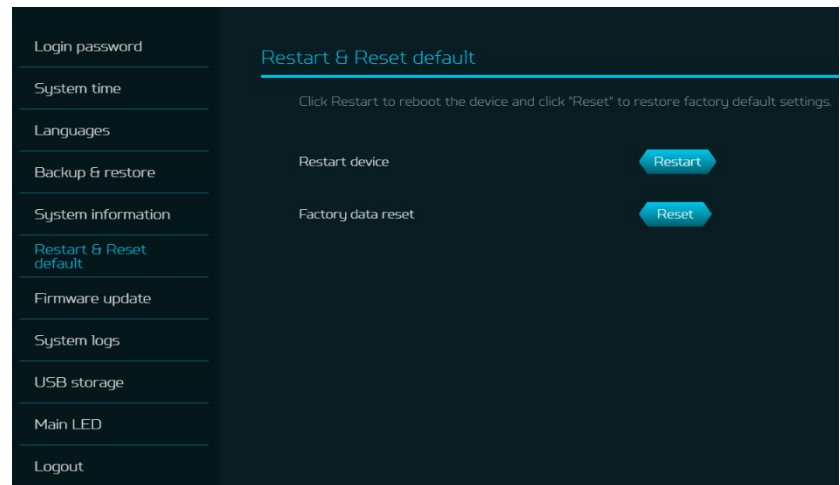 Login password
System time
Languages
Backup & restore
System information
Restart & Reset
default
Firmware update
System logs
USB storage
Main LED
Logout
Restart & Reset default
Click Restart to reboot the device and click "Reset" to restore factory default settings.
Restart device
Restart
Factory data reset
Reset